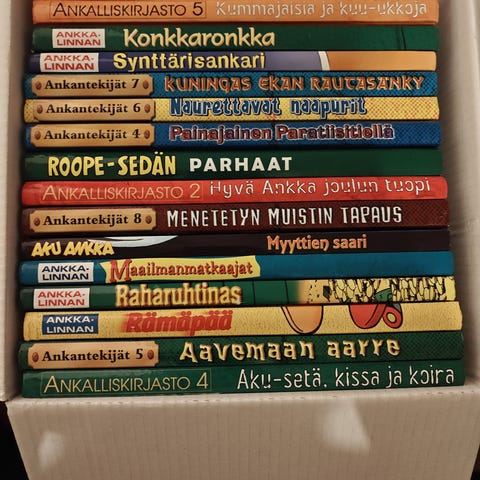 ANKALLISKIRJASTO 5 Kummajaisia ja kuu-ukkoja
ANKKA-LINNAN Konkkaronkka
ANKKA-LINNAN Synttärisankari
Ankantekijät 7 KUNINGAS EKAN RAUTASANKY
Ankantekijät 6 Naurettavat naapurit
Ankantekijät 4 Painajainen Paratiisitiellä
ROOPE-SEDÄN PARHAAT
ANKALLISKIRJASTO 2 Hyvä Ankka joulun tuopi
Ankantekijät 8 MENETETYN MUISTIN TAPAUS
AKU ANKKA Myyttien saari
ANKKA-LINNAN Maailmanmatkaajat
ANKKA-LINNAN Raharuhtinas
ANKKA-LINNAN Rämäpää
Ankantekijät 5 Aavemaan aarre
ANKALLISKIRJASTO 4 Aku-setä, kissa ja koira